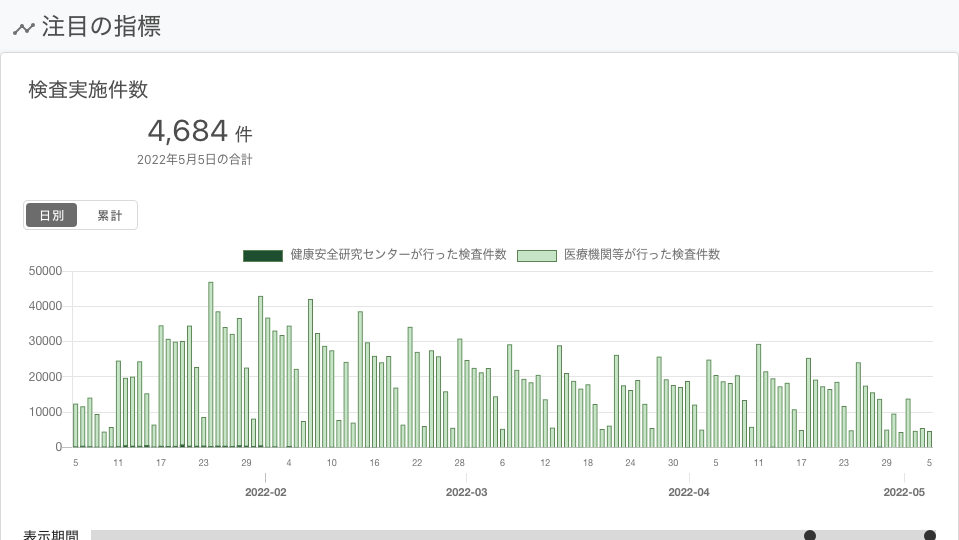 注目の指標
検査実施件数
4,684 件
2022年5月5日の合計
日別 累計
健康安全研究センターが行った検査件数 医療機関等が行った検査件数
50000
40000
30000
20000
10000
0
5 11 17 23 29 4 10 16 22 28 6 12 18 24 30 5 11 17 23 29 5
2022-02 2022-03 2022-04 2022-05
表示期間